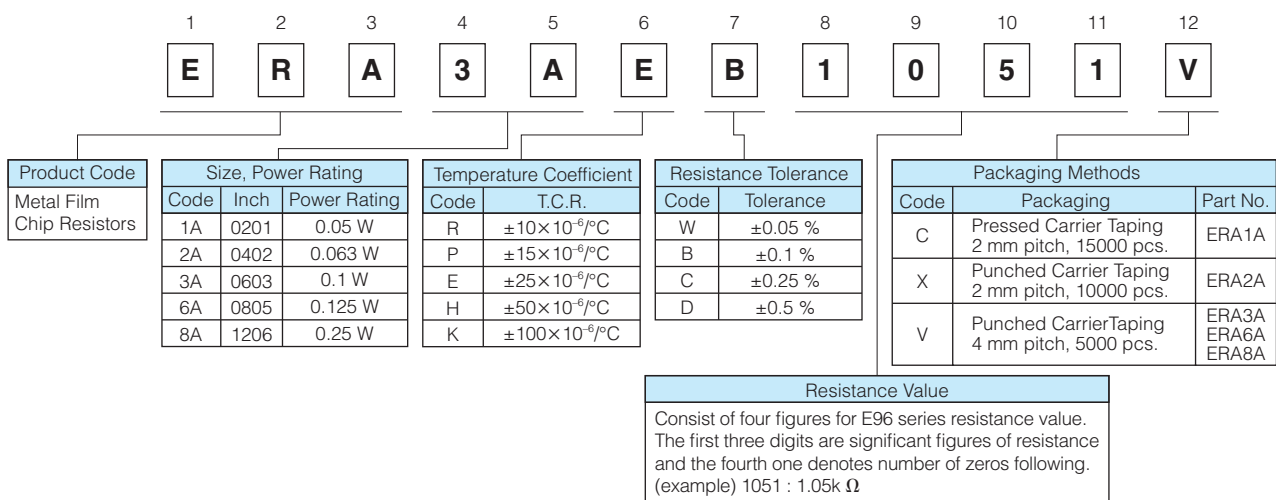 1 2 3 4 5 6 7 8 9 10 11 12
E R A 3 A E B 1 0 5 1 V
Product Code
Metal Film
Chip Resistors
Size, Power Rating
Code Inch Power Rating
1A 0201 0.05 W
2A 0402 0.063 W
3A 0603 0.1 W
6A 0805 0.125 W
8A 1206 0.25 W
Temperature Coefficient
Code T.C.R.
R ±10×10⁻⁶/°C
P ±15×10⁻⁶/°C
E ±25×10⁻⁶/°C
H ±50×10⁻⁶/°C
K ±100×10⁻⁶/°C
Resistance Tolerance
Code Tolerance
W ±0.05 %
B ±0.1 %
C ±0.25 %
D ±0.5 %
Packaging Methods
Code Packaging Part No.
C Pressed Carrier Taping
2 mm pitch, 15000 pcs. ERA1A
X Punched Carrier Taping
2 mm pitch, 10000 pcs. ERA2A
V Punched CarrierTaping
4 mm pitch, 5000 pcs. ERA3A
ERA6A
ERA8A
Resistance Value
Consist of four figures for E96 series resistance value.
The first three digits are significant figures of resistance
and the fourth one denotes number of zeros following.
(example) 1051 : 1.05k Ω